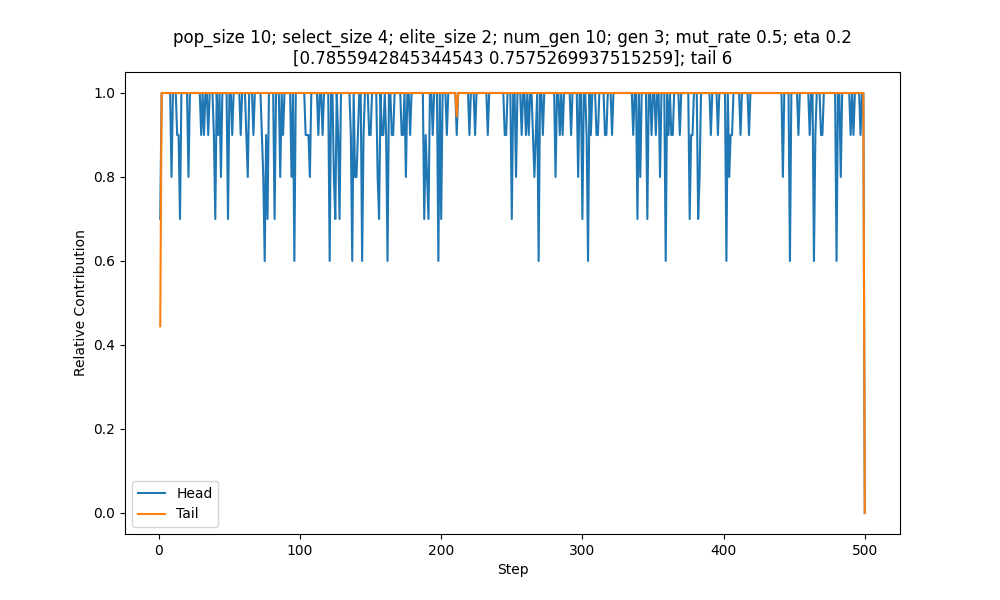 pop_size 10; select_size 4; elite_size 2; num_gen 10; gen 3; mut_rate 0.5; eta 0.2
[0.7855942845344543 0.7575269937515259]; tail 6
1.0
0.8
0.6
0.4
0.2
0.0
Relative Contribution
Head
Tail
0
100
200
300
400
500
Step